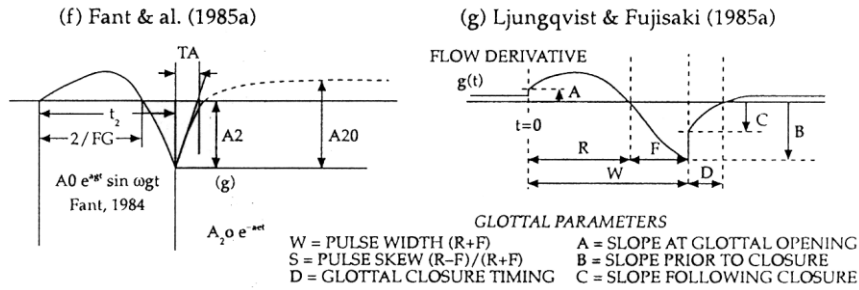 (f) Fant & al. (1985a)
TA
t₂
2/FG
A2
A20
(g)
A0 e^agt sin ωgt
Fant, 1984
A₂o e^-aet
(g) Ljungqvist & Fujisaki (1985a)
FLOW DERIVATIVE
g(t)
A
t=0
R
F
W
D
C
B
GLOTTAL PARAMETERS
W = PULSE WIDTH (R+F)
S = PULSE SKEW (R–F)/(R+F)
D = GLOTTAL CLOSURE TIMING
A = SLOPE AT GLOTTAL OPENING
B = SLOPE PRIOR TO CLOSURE
C = SLOPE FOLLOWING CLOSURE